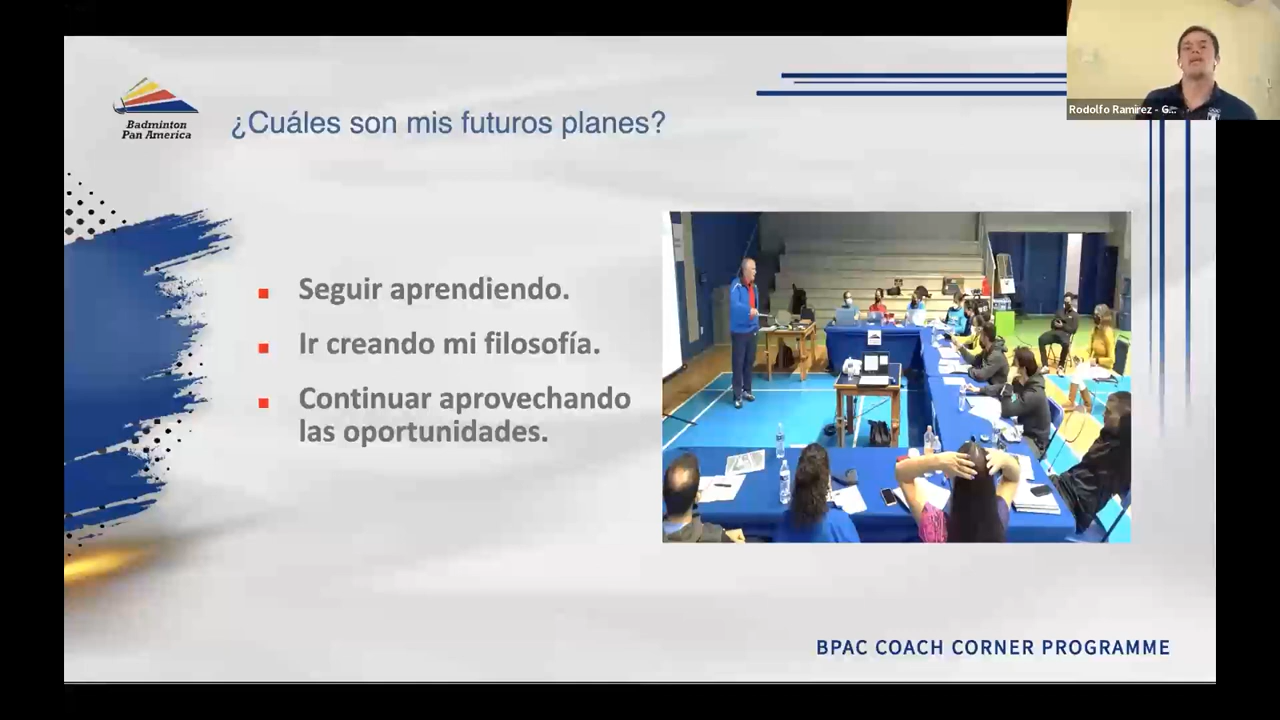 Badminton
Pan America
¿Cuáles son mis futuros planes?
Rodolfo Ramirez - G...
Seguir aprendiendo.
Ir creando mi filosofía.
Continuar aprovechando
las oportunidades.
BPAC COACH CORNER PROGRAMME